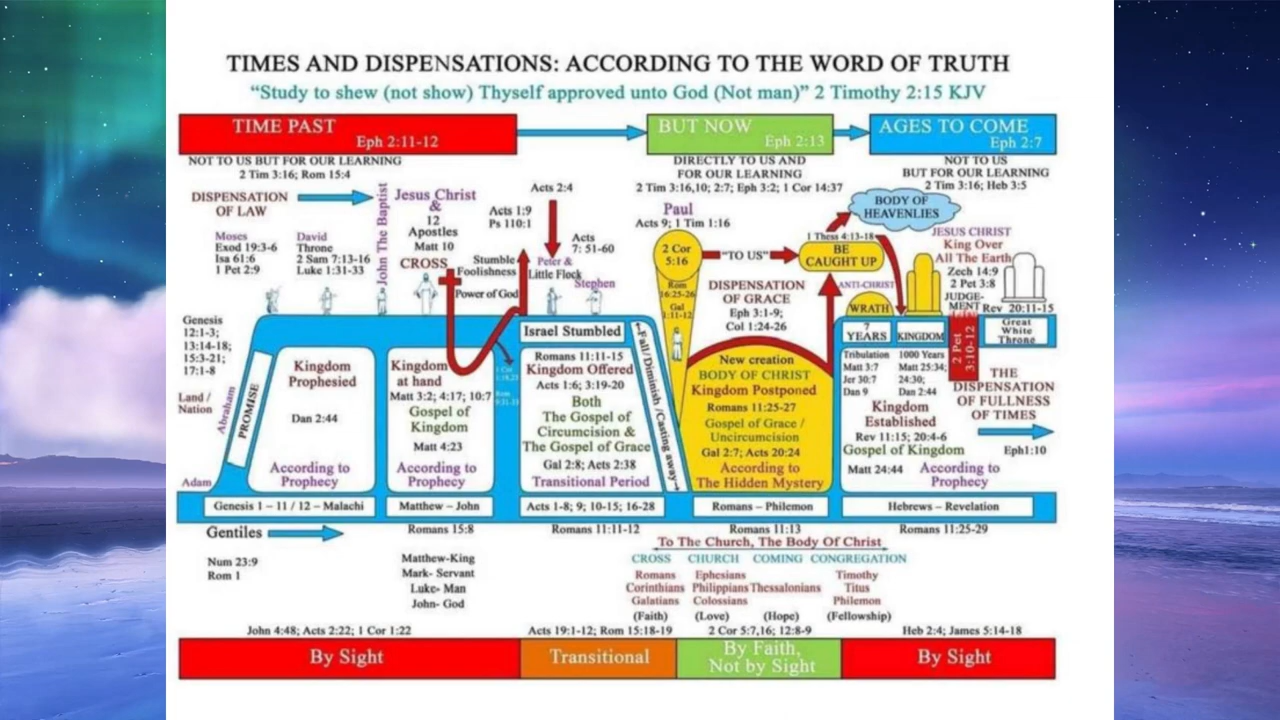 TIMES AND DISPENSATIONS: ACCORDING TO THE WORD OF TRUTH
"Study to shew (not show) Thyself approved unto God (Not man)" 2 Timothy 2:15 KJV
TIME PAST
Eph 2:11-12
BUT NOW
Eph 2:13
AGES TO COME
Eph 2:7
NOT TO US BUT FOR OUR LEARNING
2 Tim 3:16; Rom 15:4
DIRECTLY TO US AND
FOR OUR LEARNING
2 Tim 3:16,10; 2:7; Eph 3:2; 1 Cor 14:37
NOT TO US
BUT FOR OUR LEARNING
2 Tim 3:16; Heb 3:5
DISPENSATION
OF LAW
Moses
Exod 19:3-6
Isa 61:6
1 Pet 2:9
David
Throne
2 Sam 7:13-16
Luke 1:31-33
John The Baptist
Jesus Christ
&
12
Apostles
Matt 10
CROSS
Stumble
Foolishness
Power of God
Acts 1:9
Ps 110:1
Acts 2:4
Acts
7: 51-60
Peter &
Little Flock
Stephen
Paul
Acts 9; 1 Tim 1:16
2 Cor
5:16
Rom
16:25-26
Gal
1:11-12
"TO US"
DISPENSATION
OF GRACE
Eph 3:1-9;
Col 1:24-26
BODY OF
HEAVENLIES
1 Thess 4:13-18
BE
CAUGHT UP
ANTI-CHRIST
WRATH
JESUS CHRIST
King Over
All The Earth
Zech 14:9
2 Pet 3:8
JUDGE-
MENT
Rev 20:11-15
Genesis
12:1-3;
13:14-18;
15:3-21;
17:1-8
Land /
Nation
Abraham
PROMISE
Adam
Kingdom
Prophesied
Dan 2:44
According to
Prophecy
Kingdom
at hand
Matt 3:2; 4:17; 10:7
Gospel of
Kingdom
Matt 4:23
According to
Prophecy
Israel Stumbled
Romans 11:11-15
Kingdom Offered
Acts 1:6; 3:19-20
Both
The Gospel of
Circumcision &
The Gospel of Grace
Gal 2:8; Acts 2:38
Transitional Period
Fall/Diminish/Casting away
New creation
BODY OF CHRIST
Kingdom Postponed
Romans 11:25-27
Gospel of Grace /
Uncircumcision
Gal 2:7; Acts 20:24
According to
The Hidden Mystery
7
YEARS
KINGDOM
2 Pet
3:10-12
Great
White
Throne
Tribulation
Matt 3:7
Jer 30:7
Dan 9
1000 Years
Matt 25:34;
24:30;
Dan 2:44
Kingdom
Established
Rev 11:15; 20:4-6
Gospel of Kingdom
Matt 24:44
According to
Prophecy
THE
DISPENSATION
OF FULLNESS
OF TIMES
Eph1:10
Genesis 1 - 11 / 12 - Malachi
Matthew - John
Acts 1-8; 9; 10-15; 16-28
Romans - Philemon
Hebrews - Revelation
Gentiles
Num 23:9
Rom 1
Romans 15:8
Romans 11:11-12
Romans 11:13
Romans 11:25-29
Matthew-King
Mark- Servant
Luke- Man
John- God
To The Church, The Body Of Christ
CROSS CHURCH COMING CONGREGATION
Romans Ephesians Timothy
Corinthians Philippians Thessalonians Titus
Galatians Colossians Philemon
(Faith) (Love) (Hope) (Fellowship)
John 4:48; Acts 2:22; 1 Cor 1:22
Acts 19:1-12; Rom 15:18-19
2 Cor 5:7,16; 12:8-9
Heb 2:4; James 5:14-18
By Sight
Transitional
By Faith,
Not by Sight
By Sight